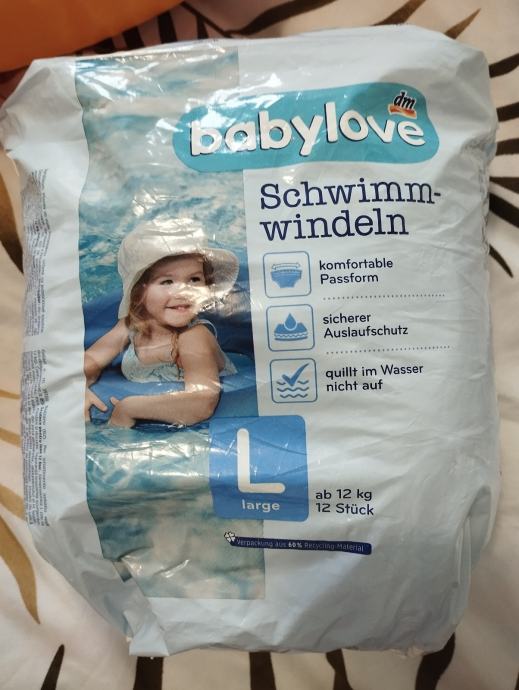 dm
babylove
Schwimm-
windeln
komfortable
Passform
sicherer
Auslaufschutz
quillt im Wasser
nicht auf
L
large
ab 12 kg
12 Stück
Verpackung aus 60% Recycling-Material